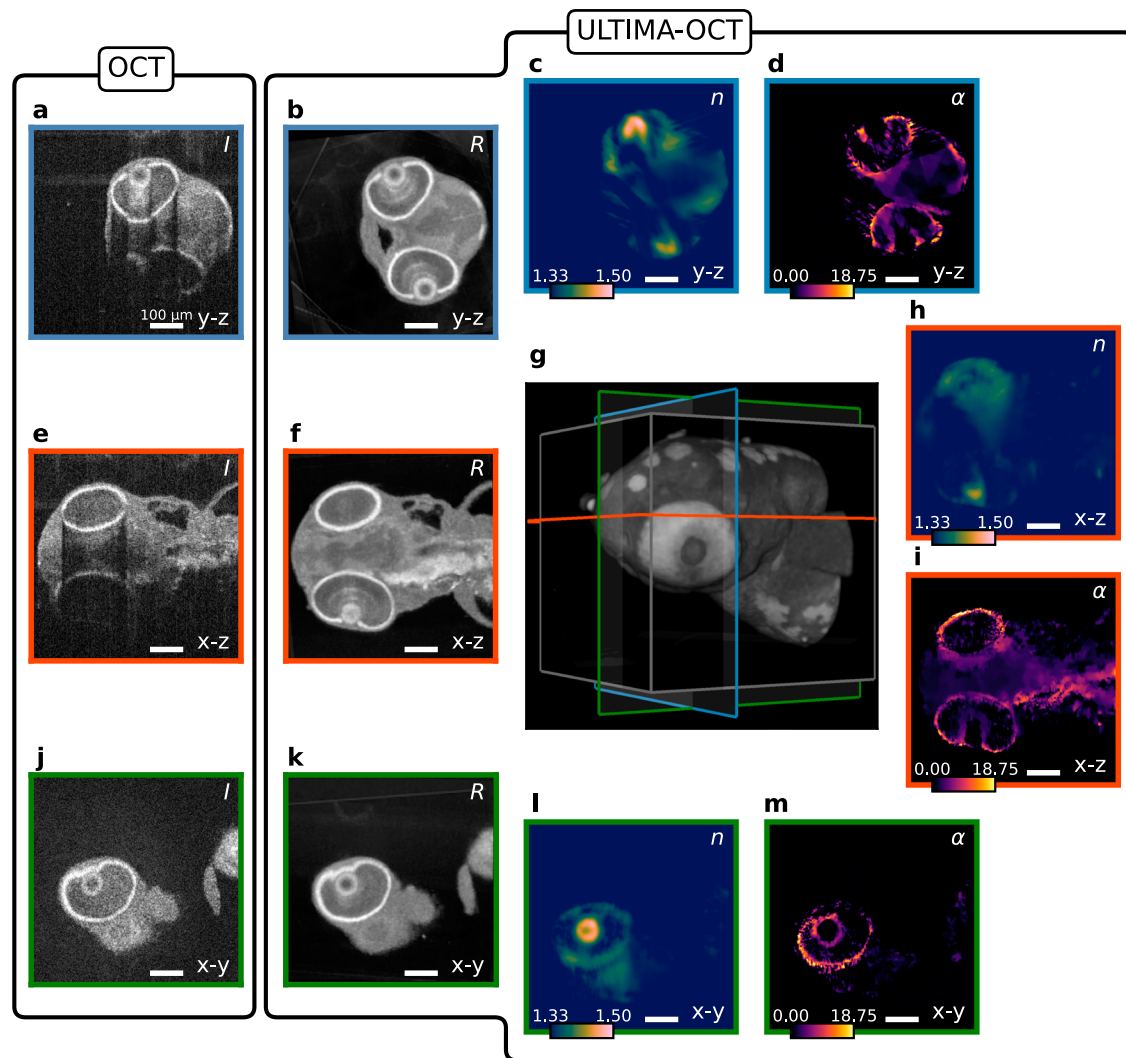 OCT
ULTIMA-OCT
a
I
100 μm
y-z
b
R
y-z
c
n
1.33
1.50
y-z
d
α
0.00
18.75
y-z
e
I
x-z
f
R
x-z
g
h
n
1.33
1.50
x-z
i
α
0.00
18.75
x-z
j
I
x-y
k
R
x-y
l
n
1.33
1.50
x-y
m
α
0.00
18.75
x-y